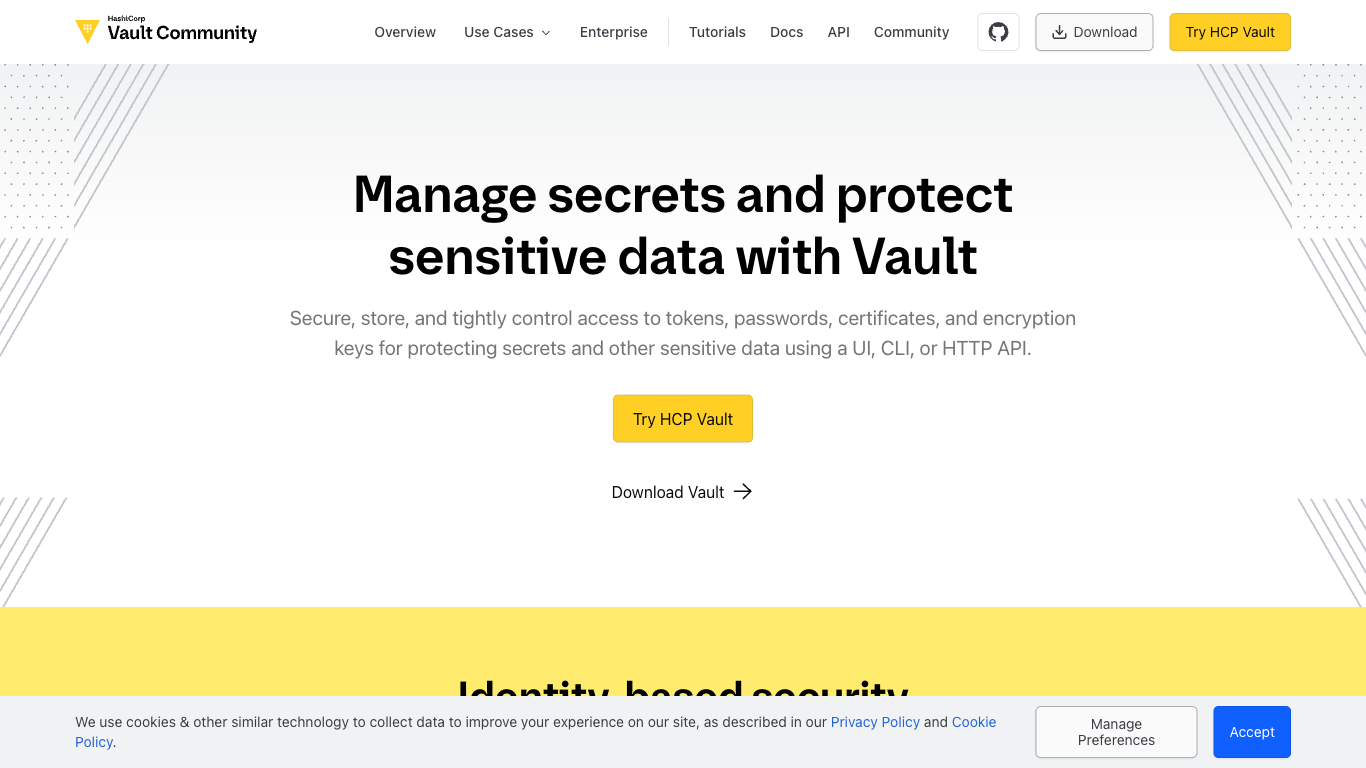 HashiCorp
Vault Community
Overview
Use Cases
Enterprise
Tutorials
Docs
API
Community
Download
Try HCP Vault
Manage secrets and protect
sensitive data with Vault
Secure, store, and tightly control access to tokens, passwords, certificates, and encryption
keys for protecting secrets and other sensitive data using a UI, CLI, or HTTP API.
Try HCP Vault
Download Vault
Identity-based security
We use cookies & other similar technology to collect data to improve your experience on our site, as described in our Privacy Policy and Cookie
Policy.
Manage
Preferences
Accept